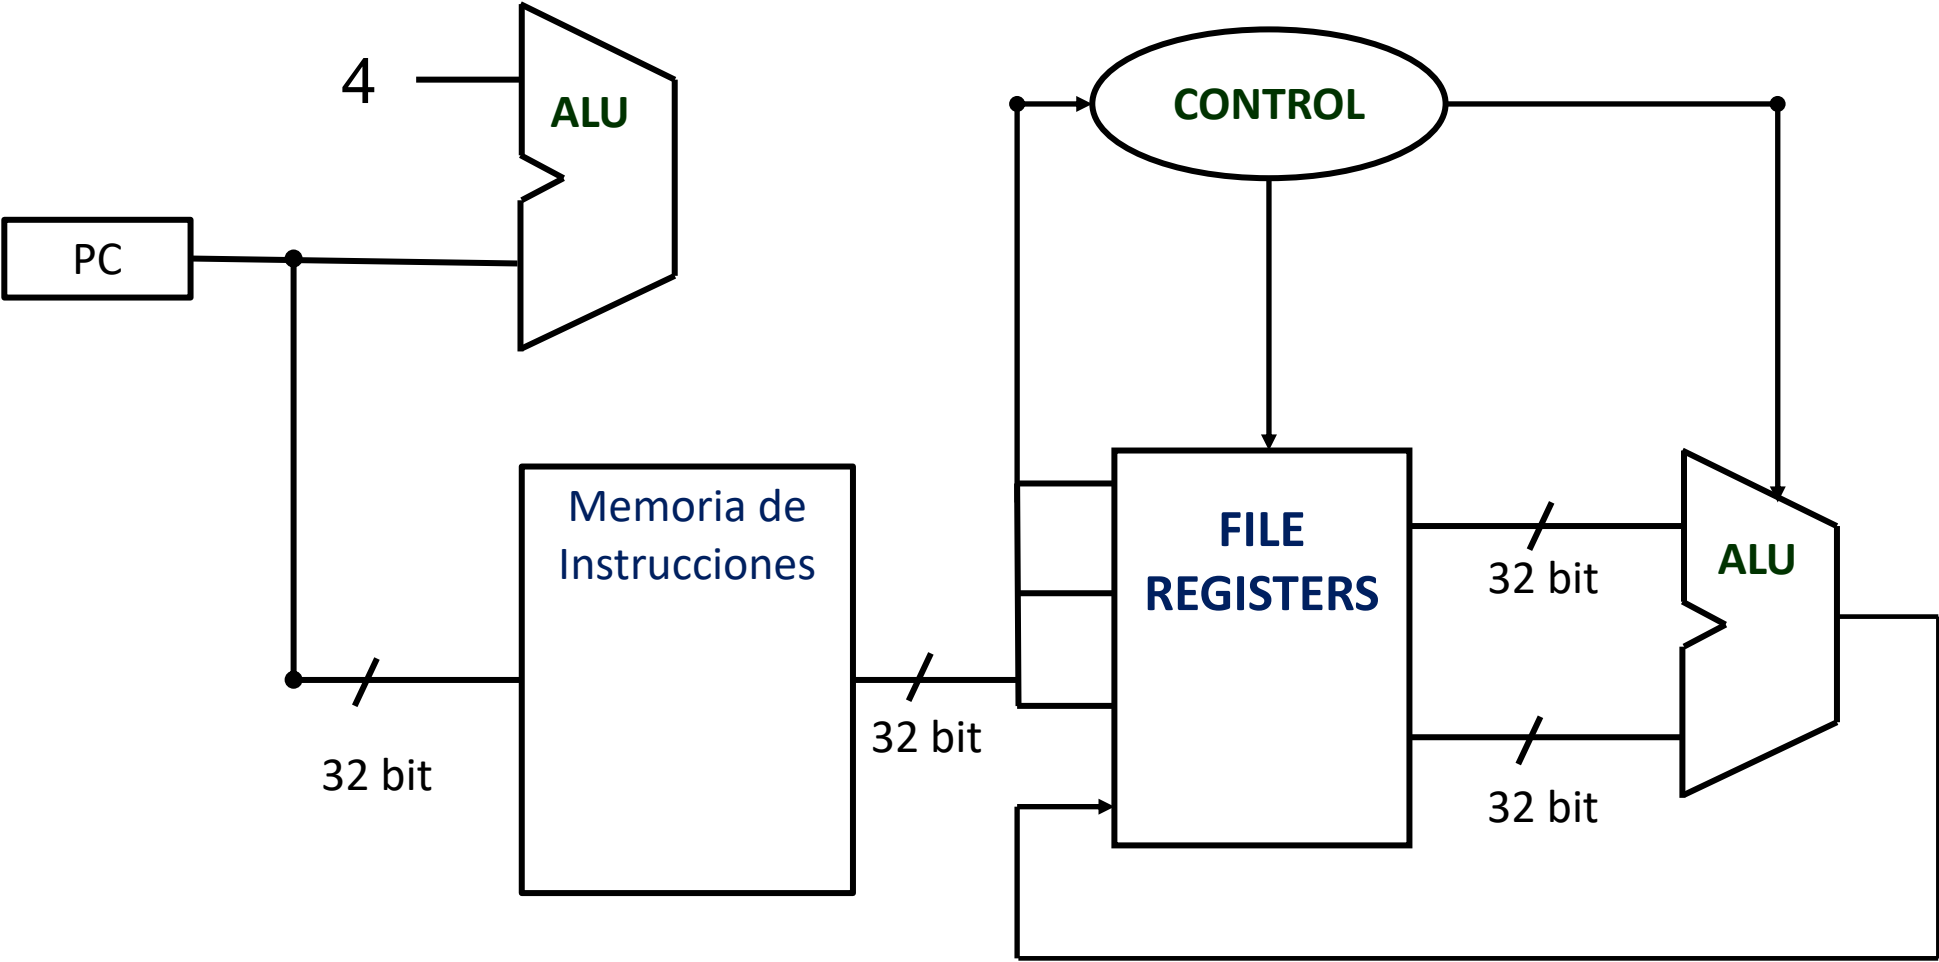 4
ALU
CONTROL
PC
Memoria de
Instrucciones
FILE
REGISTERS
ALU
32 bit
32 bit
32 bit
32 bit